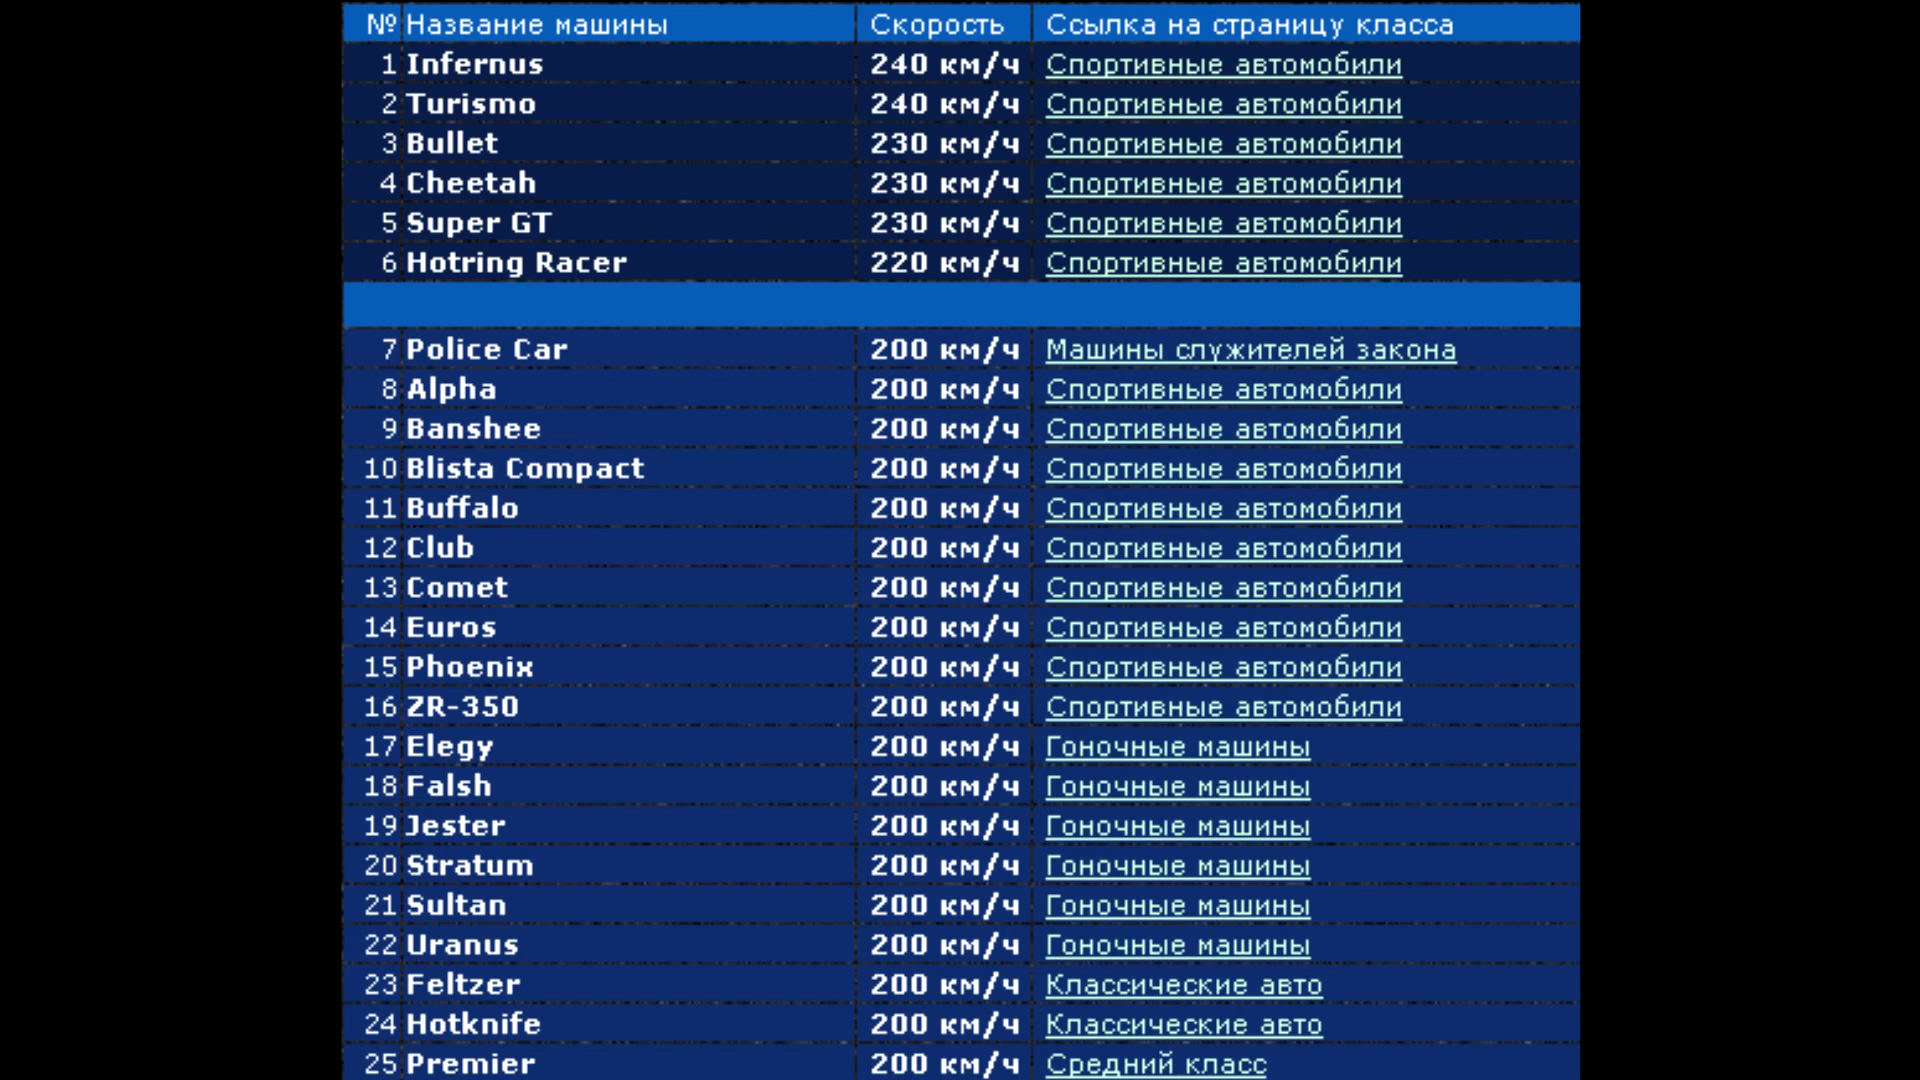 № Название машины Скорость Ссылка на страницу класса
1 Infernus 240 км/ч Спортивные автомобили
2 Turismo 240 км/ч Спортивные автомобили
3 Bullet 230 км/ч Спортивные автомобили
4 Cheetah 230 км/ч Спортивные автомобили
5 Super GT 230 км/ч Спортивные автомобили
6 Hotring Racer 220 км/ч Спортивные автомобили
7 Police Car 200 км/ч Машины служителей закона
8 Alpha 200 км/ч Спортивные автомобили
9 Banshee 200 км/ч Спортивные автомобили
10 Blista Compact 200 км/ч Спортивные автомобили
11 Buffalo 200 км/ч Спортивные автомобили
12 Club 200 км/ч Спортивные автомобили
13 Comet 200 км/ч Спортивные автомобили
14 Euros 200 км/ч Спортивные автомобили
15 Phoenix 200 км/ч Спортивные автомобили
16 ZR-350 200 км/ч Спортивные автомобили
17 Elegy 200 км/ч Гоночные машины
18 Falsh 200 км/ч Гоночные машины
19 Jester 200 км/ч Гоночные машины
20 Stratum 200 км/ч Гоночные машины
21 Sultan 200 км/ч Гоночные машины
22 Uranus 200 км/ч Гоночные машины
23 Feltzer 200 км/ч Классические авто
24 Hotknife 200 км/ч Классические авто
25 Premier 200 км/ч Средний класс